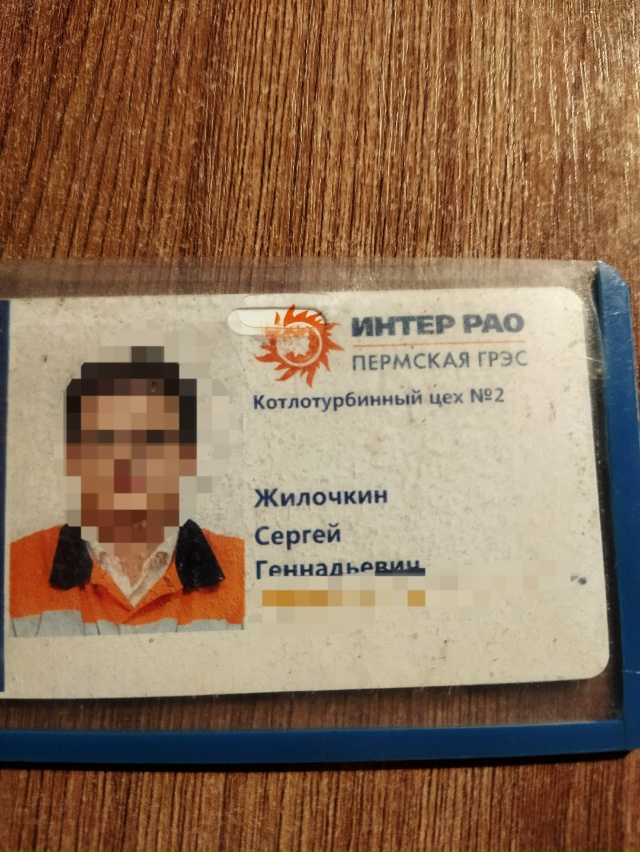 ИНТЕР РАО
ПЕРМСКАЯ ГРЭС
Котлотурбинный цех №2
Жилочкин
Сергей
Геннадьевич